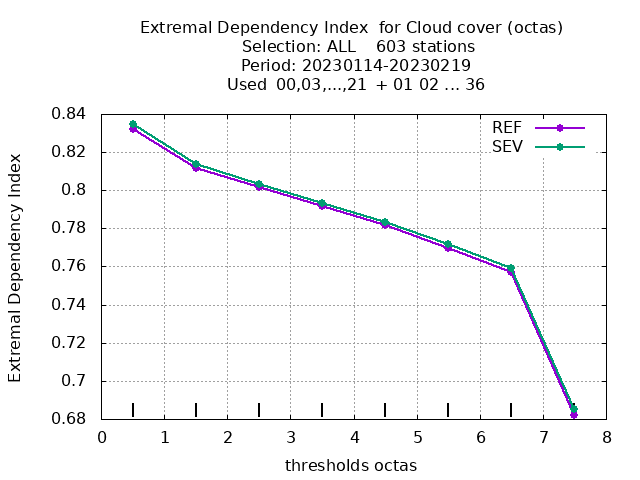 Extremal Dependency Index  for Cloud cover (octas)
Selection: ALL    603 stations
Period: 20230114-20230219
Used  00,03,...,21  + 01 02 ... 36
Extremal Dependency Index
0.84
0.82
0.8
0.78
0.76
0.74
0.72
0.7
0.68
REF
SEV
0 1 2 3 4 5 6 7 8
thresholds octas